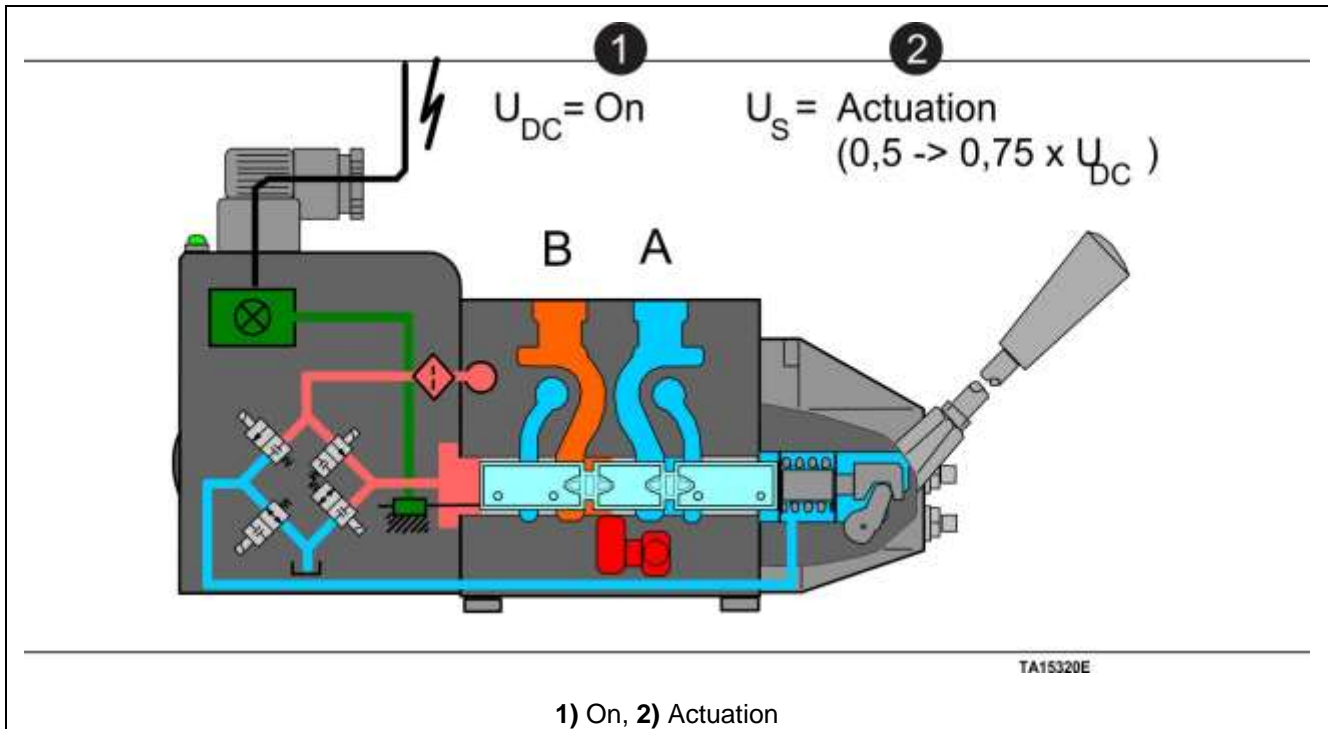 1 2
U_DC = On U_S = Actuation
(0,5 -> 0,75 x U_DC )
B A
TA15320E
1) On, 2) Actuation